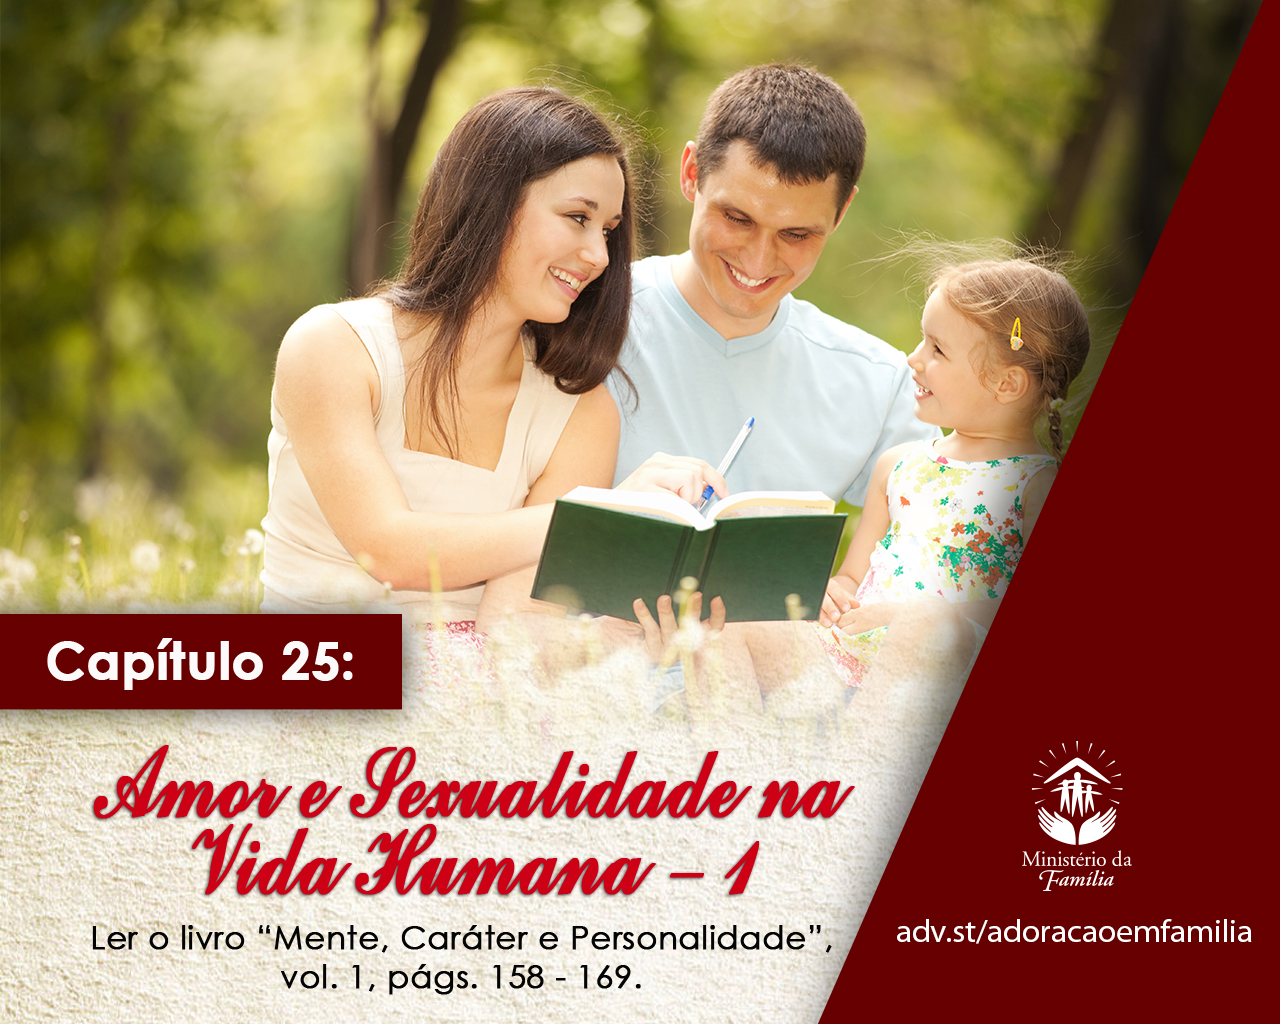 Capítulo 25:
Amor e Sexualidade na
Vida Humana – 1
Ler o livro “Mente, Caráter e Personalidade”,
vol. 1, págs. 158 - 169.
Ministério da
Família
adv.st/adoracaoemfamilia